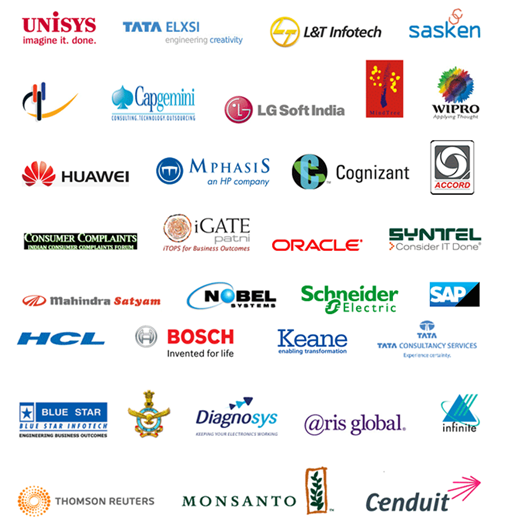 UNiSYS
imagine it. done.
TATA ELXSI
engineering creativity
L&T Infotech
sasken
Capgemini
CONSULTING.TECHNOLOGY.OUTSOURCING
LG
LG Soft India
MindTree
WIPRO
Applying Thought
HUAWEI
MPHASIS
an HP company
Cognizant
ACCORD
CONSUMER COMPLAINTS
INDIAN CONSUMER COMPLAINTS FORUM
iGATE
patni
iTOPS for Business Outcomes
ORACLE®
SYNTEL
Consider IT Done®
Mahindra Satyam
NOBEL
SYSTEMS
Schneider
Electric
SAP
HCL
BOSCH
Invented for life
Keane
enabling transformation
TATA
TATA CONSULTANCY SERVICES
Experience certainty.
BLUE STAR
BLUE STAR INFOTECH
ENGINEERING BUSINESS OUTCOMES
Diagnosys
KEEPING YOUR ELECTRONICS WORKING
@ris global®
infinite
THOMSON REUTERS
MONSANTO
Cenduit